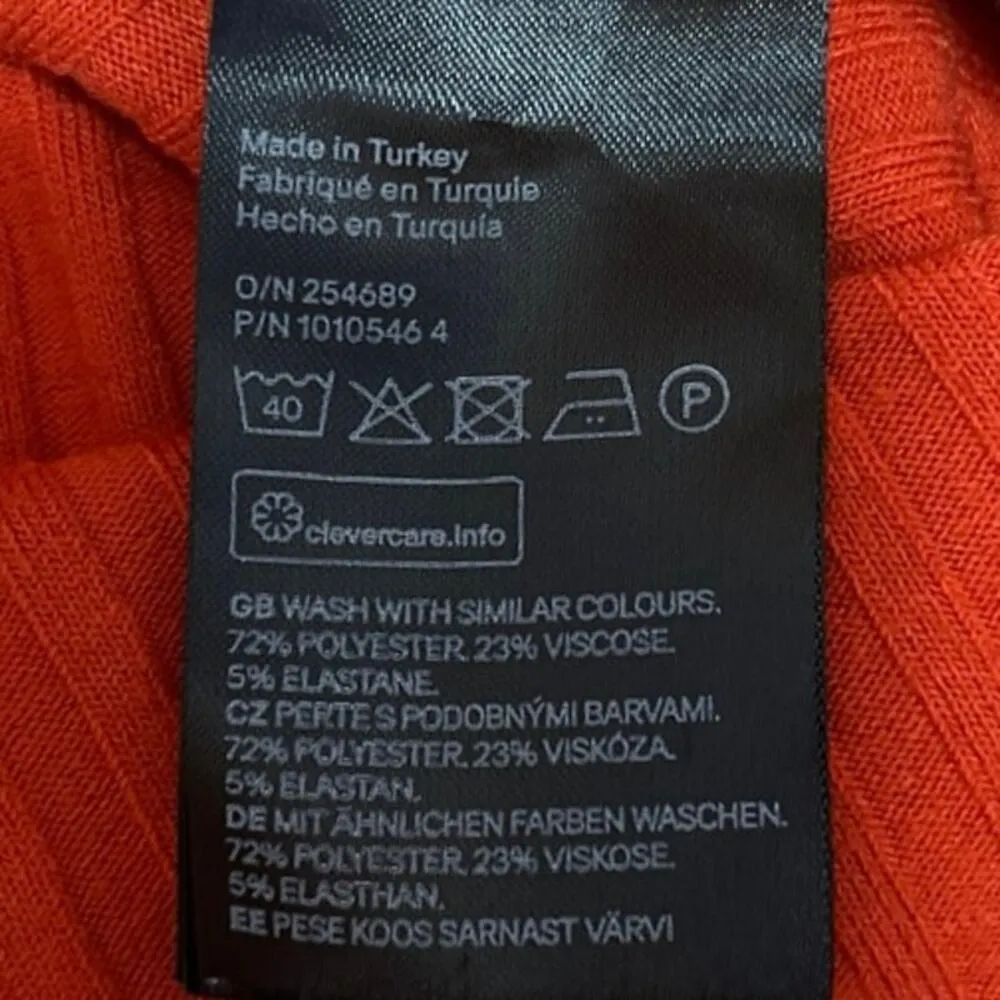 Made in Turkey
Fabriqué en Turquie
Hecho en Turquía
O/N 254689
P/N 1010546 4
40 P
clevercare.info
GB WASH WITH SIMILAR COLOURS.
72% POLYESTER. 23% VISCOSE.
5% ELASTANE.
CZ PERTE S PODOBNÝMI BARVAMI.
72% POLYESTER. 23% VISKÓZA.
5% ELASTAN.
DE MIT ÄHNLICHEN FARBEN WASCHEN.
72% POLYESTER. 23% VISKOSE.
5% ELASTHAN.
EE PESE KOOS SARNAST VÄRVI